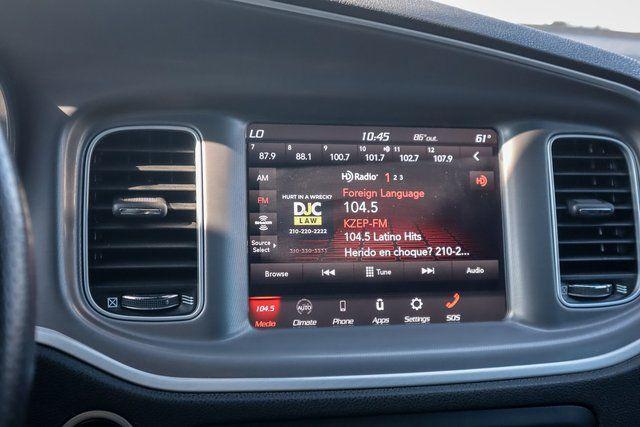 LO 10:45 86°out. 61°
7 8 9 10 11 12
87.9 88.1 100.7 101.7 102.7 107.9
AM HD Radio 1 2 3
FM HURT IN A WRECK? Foreign Language
DJC 104.5
LAW KZEP-FM
210-220-2222 104.5 Latino Hits
Source Herido en choque? 210-2...
Select
Browse Tune Audio
104.5 AUTO
Media Climate Phone Apps Settings SOS